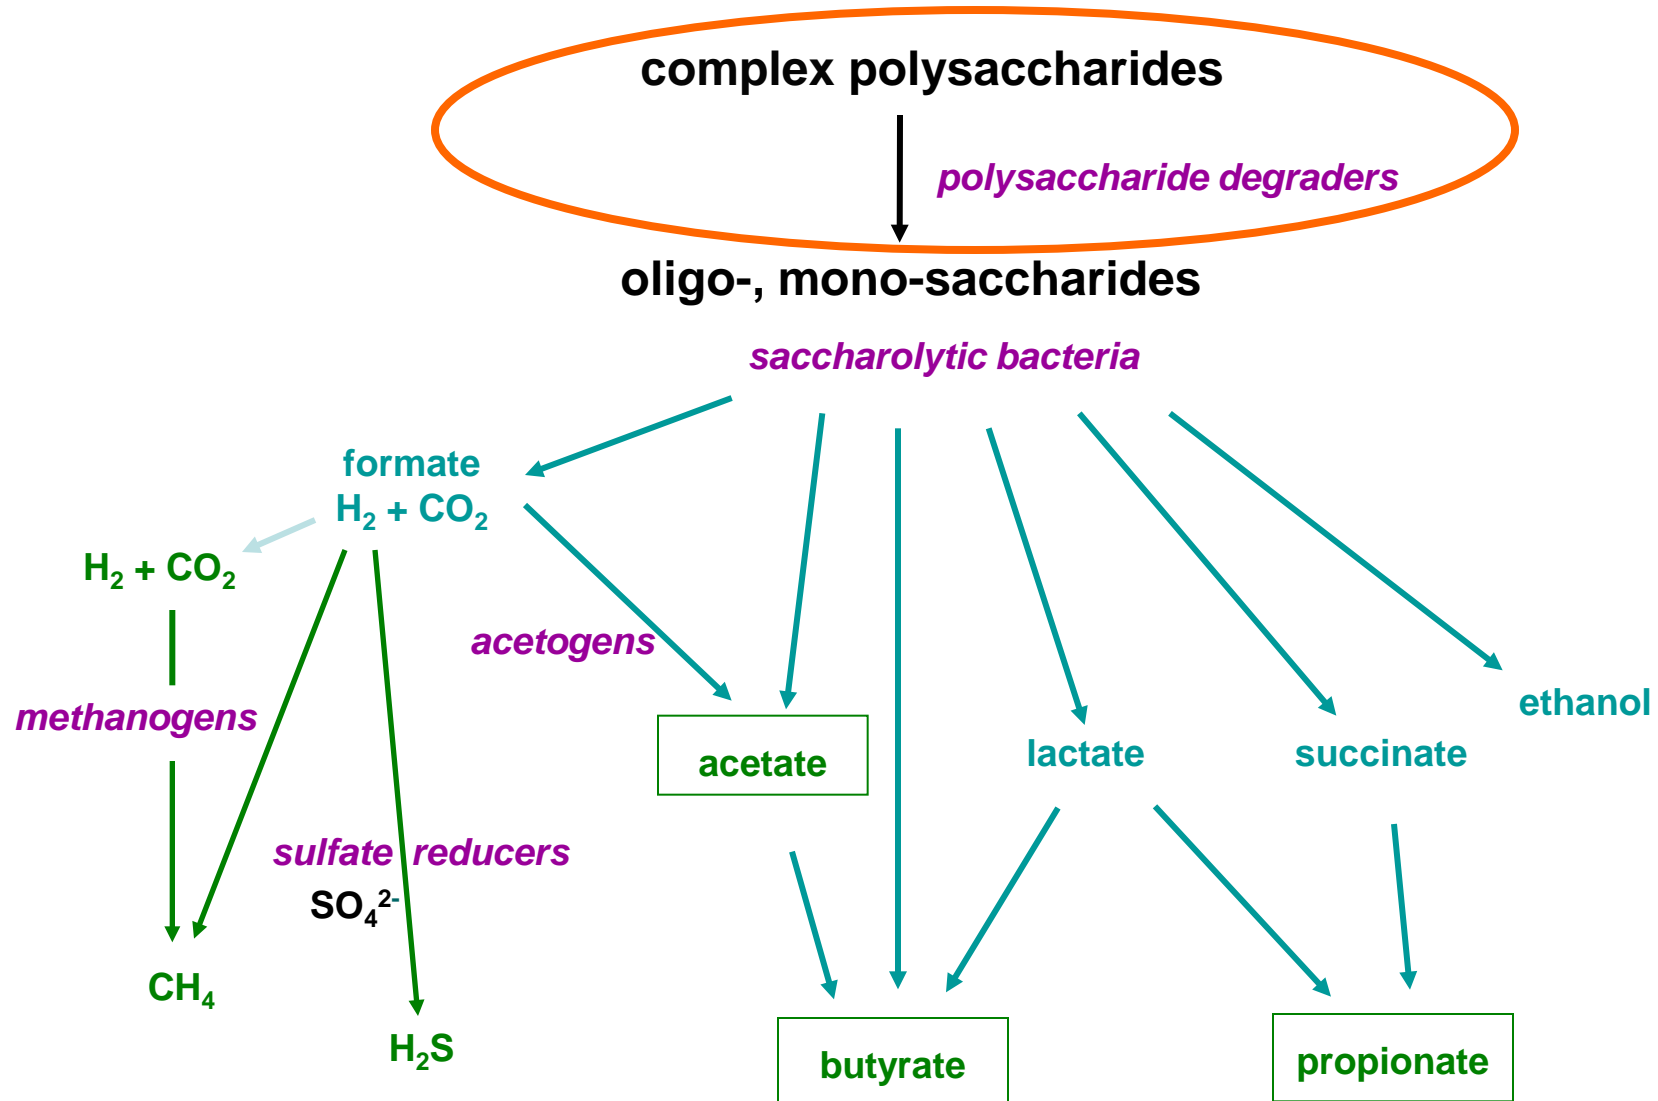 complex polysaccharides
polysaccharide degraders
oligo-, mono-saccharides
saccharolytic bacteria
formate
H₂ + CO₂
H₂ + CO₂
acetogens
methanogens
ethanol
acetate
lactate
succinate
sulfate reducers
SO₄²⁻
CH₄
H₂S
butyrate
propionate